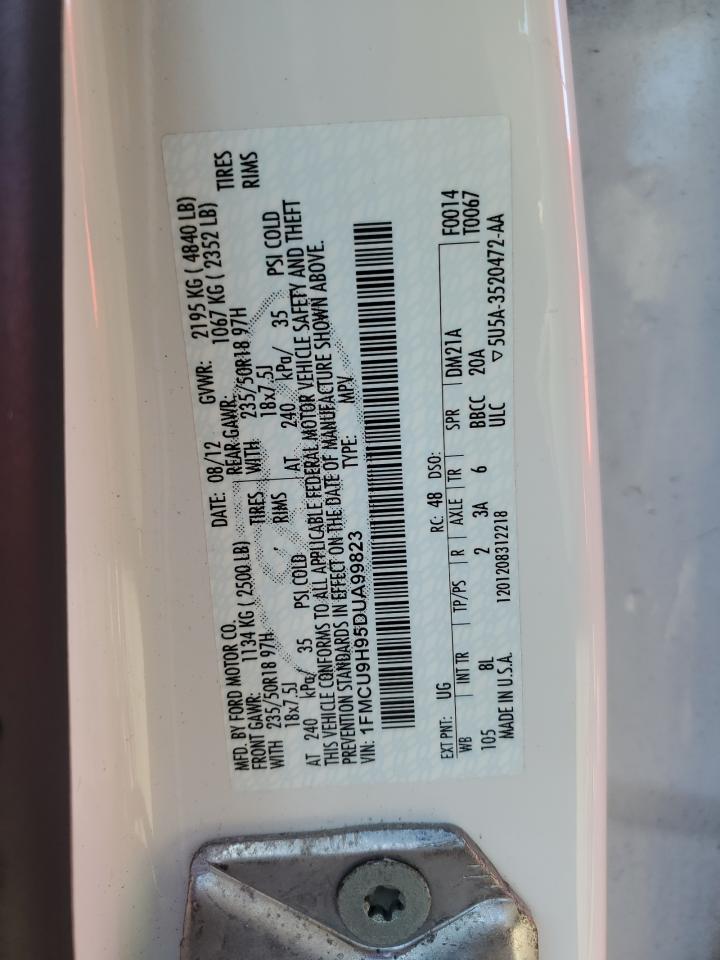 MFD. BY FORD MOTOR CO. DATE: 08/12 GVWR: 2195 KG ( 4840 LB)
FRONT GAWR: 1134 KG ( 2500 LB) REAR GAWR: 1067 KG ( 2352 LB)
WITH 235/50R18 97H TIRES WITH 235/50R18 97H TIRES
18x7.5J RIMS 18x7.5J RIMS
AT 240 kPa/ 35 PSI COLD AT 240 kPa/ 35 PSI COLD
THIS VEHICLE CONFORMS TO ALL APPLICABLE FEDERAL MOTOR VEHICLE SAFETY AND THEFT
PREVENTION STANDARDS IN EFFECT ON THE DATE OF MANUFACTURE SHOWN ABOVE.
VIN: 1FMCU9H95DUA99823 TYPE: MPV
EXT PNT: UG RC: 48 DSO: F0014
WB INT TR TP/PS R AXLE TR SPR DM21A T0067
105 8L 2 3A 6 BBCC 20A
MADE IN U.S.A. 1201208312218 ULC ▽5U5A-3520472-AA